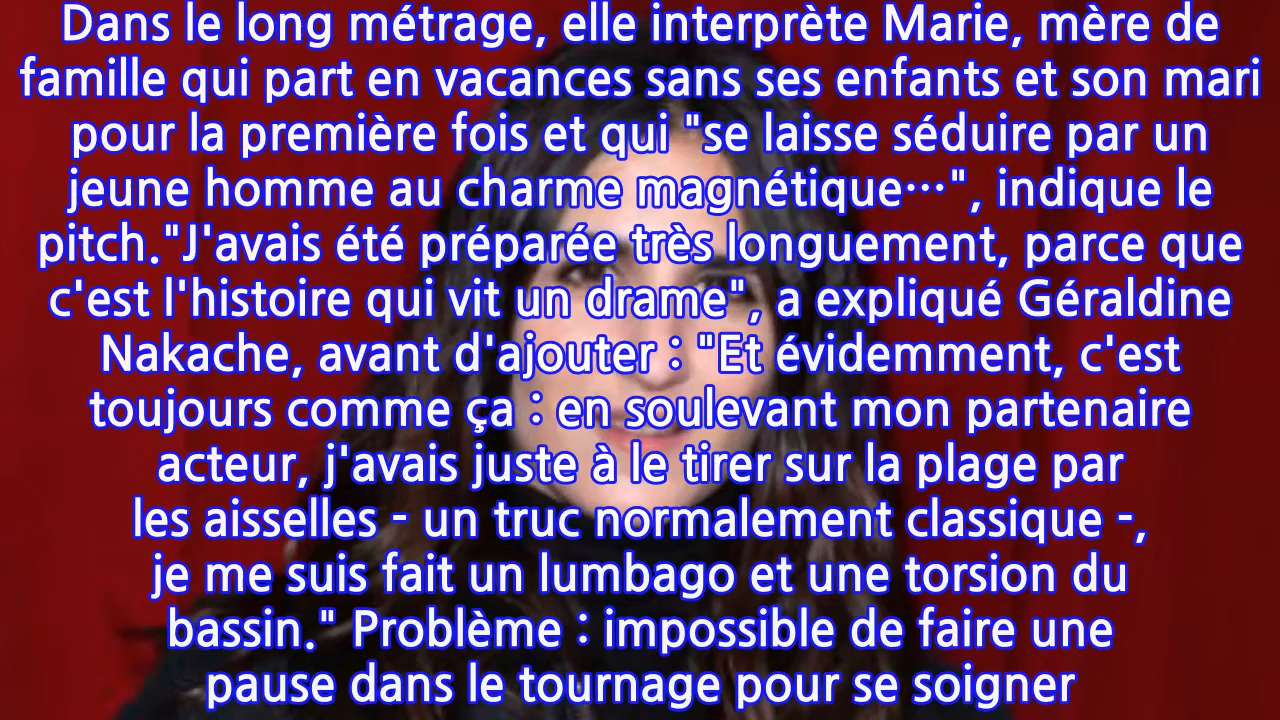 Dans le long métrage, elle interprète Marie, mère de
famille qui part en vacances sans ses enfants et son mari
pour la première fois et qui "se laisse séduire par un
jeune homme au charme magnétique…", indique le
pitch."J'avais été préparée très longuement, parce que
c'est l'histoire qui vit un drame", a expliqué Géraldine
Nakache, avant d'ajouter : "Et évidemment, c'est
toujours comme ça : en soulevant mon partenaire
acteur, j'avais juste à le tirer sur la plage par
les aisselles - un truc normalement classique -,
je me suis fait un lumbago et une torsion du
bassin." Problème : impossible de faire une
pause dans le tournage pour se soigner